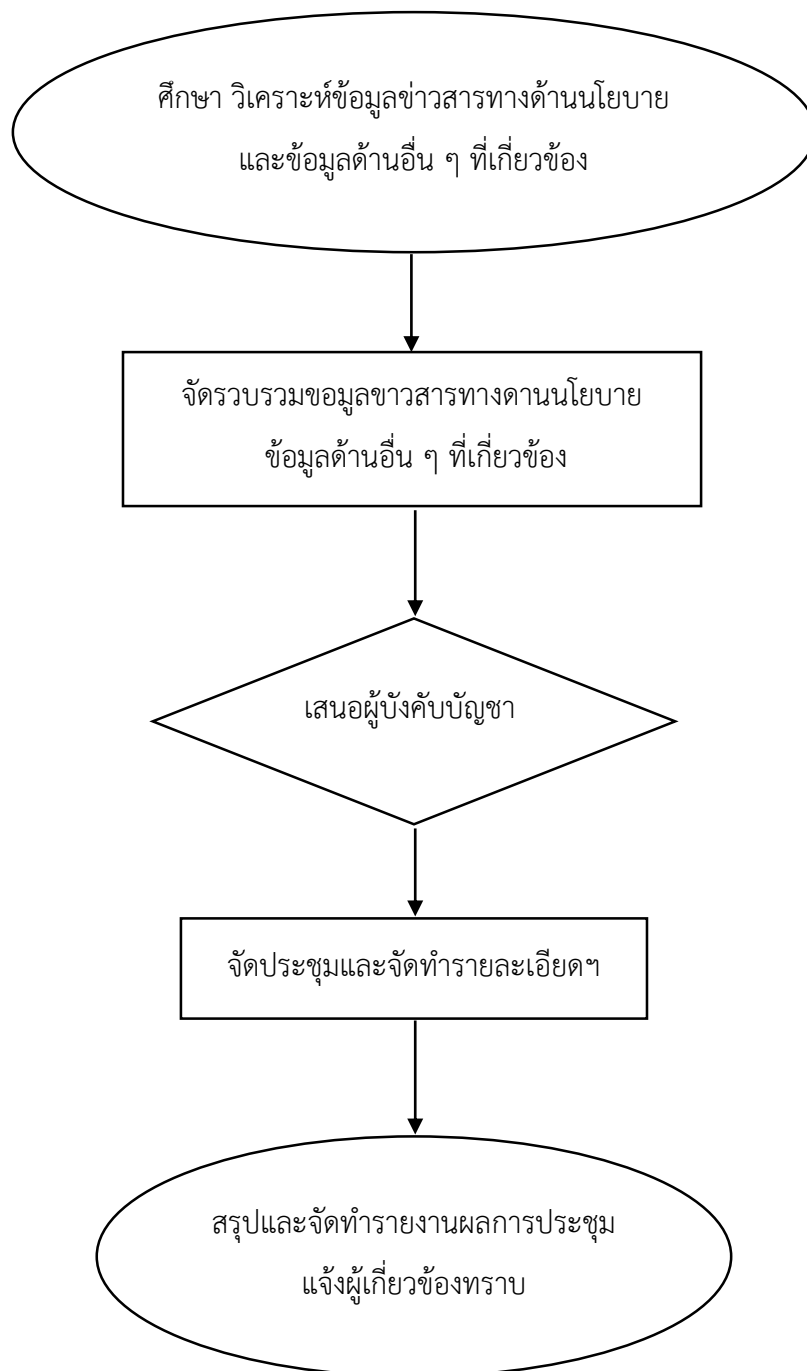 ศึกษา วิเคราะห์ข้อมูลข่าวสารทางด้านนโยบาย
และข้อมูลด้านอื่น ๆ ที่เกี่ยวข้อง
จัดรวบรวมขอมูลขาวสารทางดานนโยบาย
ข้อมูลด้านอื่น ๆ ที่เกี่ยวข้อง
เสนอผู้บังคับบัญชา
จัดประชุมและจัดทำรายละเอียดฯ
สรุปและจัดทำรายงานผลการประชุม
แจ้งผู้เกี่ยวข้องทราบ